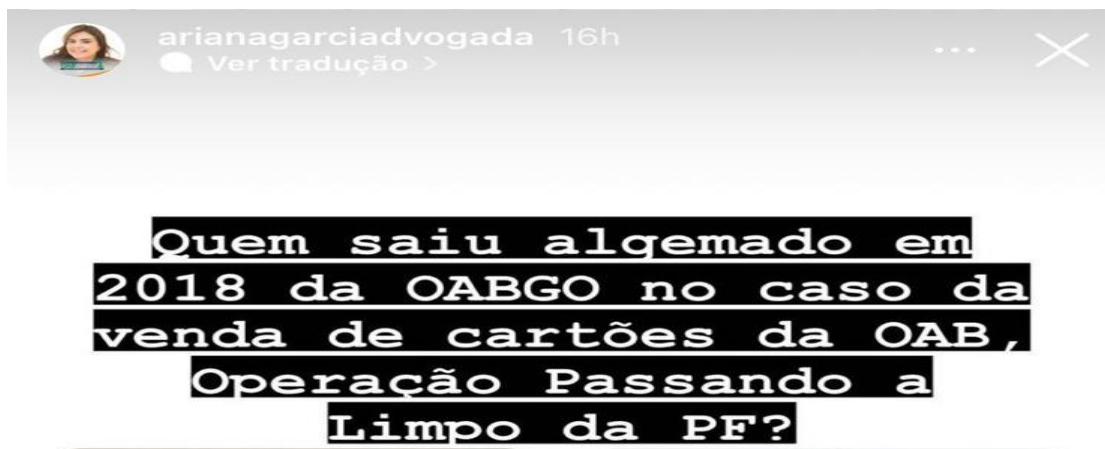 arianagarciadvogada 16h
Ver tradução >
Quem saiu algemado em
2018 da OABGO no caso da
venda de cartões da OAB,
Operação Passando a
Limpo da PF?